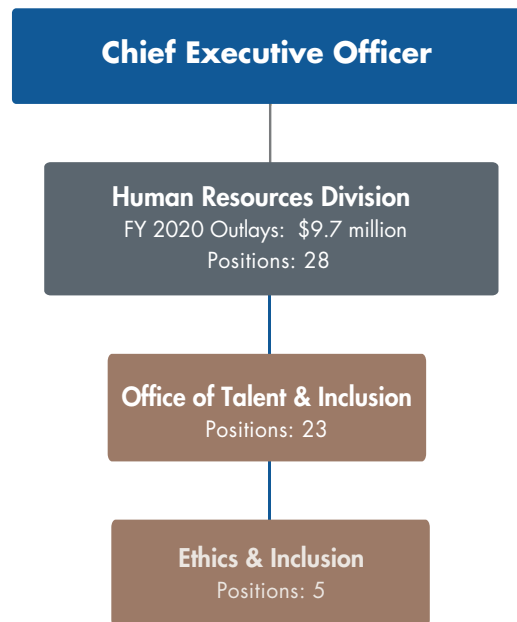 Chief Executive Officer
Human Resources Division
FY 2020 Outlays: $9.7 million
Positions: 28
Office of Talent & Inclusion
Positions: 23
Ethics & Inclusion
Positions: 5